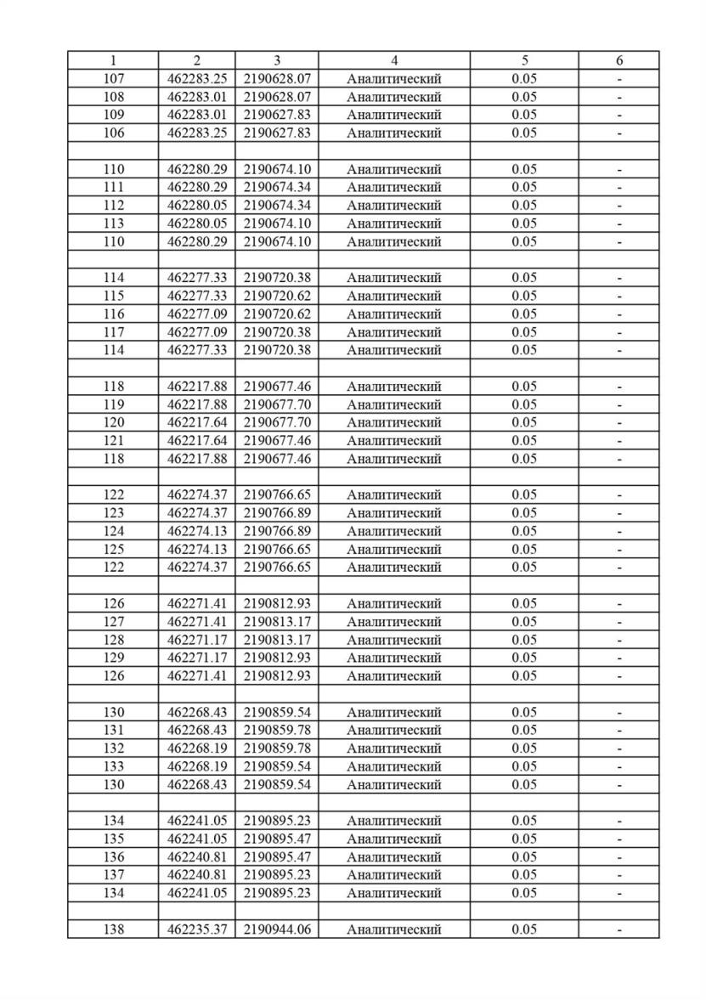 1 2 3 4 5 6
107 462283.25 2190628.07 Аналитический 0.05 -
108 462283.01 2190628.07 Аналитический 0.05 -
109 462283.01 2190627.83 Аналитический 0.05 -
106 462283.25 2190627.83 Аналитический 0.05 -
110 462280.29 2190674.10 Аналитический 0.05 -
111 462280.29 2190674.34 Аналитический 0.05 -
112 462280.05 2190674.34 Аналитический 0.05 -
113 462280.05 2190674.10 Аналитический 0.05 -
110 462280.29 2190674.10 Аналитический 0.05 -
114 462277.33 2190720.38 Аналитический 0.05 -
115 462277.33 2190720.62 Аналитический 0.05 -
116 462277.09 2190720.62 Аналитический 0.05 -
117 462277.09 2190720.38 Аналитический 0.05 -
114 462277.33 2190720.38 Аналитический 0.05 -
118 462217.88 2190677.46 Аналитический 0.05 -
119 462217.88 2190677.70 Аналитический 0.05 -
120 462217.64 2190677.70 Аналитический 0.05 -
121 462217.64 2190677.46 Аналитический 0.05 -
118 462217.88 2190677.46 Аналитический 0.05 -
122 462274.37 2190766.65 Аналитический 0.05 -
123 462274.37 2190766.89 Аналитический 0.05 -
124 462274.13 2190766.89 Аналитический 0.05 -
125 462274.13 2190766.65 Аналитический 0.05 -
122 462274.37 2190766.65 Аналитический 0.05 -
126 462271.41 2190812.93 Аналитический 0.05 -
127 462271.41 2190813.17 Аналитический 0.05 -
128 462271.17 2190813.17 Аналитический 0.05 -
129 462271.17 2190812.93 Аналитический 0.05 -
126 462271.41 2190812.93 Аналитический 0.05 -
130 462268.43 2190859.54 Аналитический 0.05 -
131 462268.43 2190859.78 Аналитический 0.05 -
132 462268.19 2190859.78 Аналитический 0.05 -
133 462268.19 2190859.54 Аналитический 0.05 -
130 462268.43 2190859.54 Аналитический 0.05 -
134 462241.05 2190895.23 Аналитический 0.05 -
135 462241.05 2190895.47 Аналитический 0.05 -
136 462240.81 2190895.47 Аналитический 0.05 -
137 462240.81 2190895.23 Аналитический 0.05 -
134 462241.05 2190895.23 Аналитический 0.05 -
138 462235.37 2190944.06 Аналитический 0.05 -